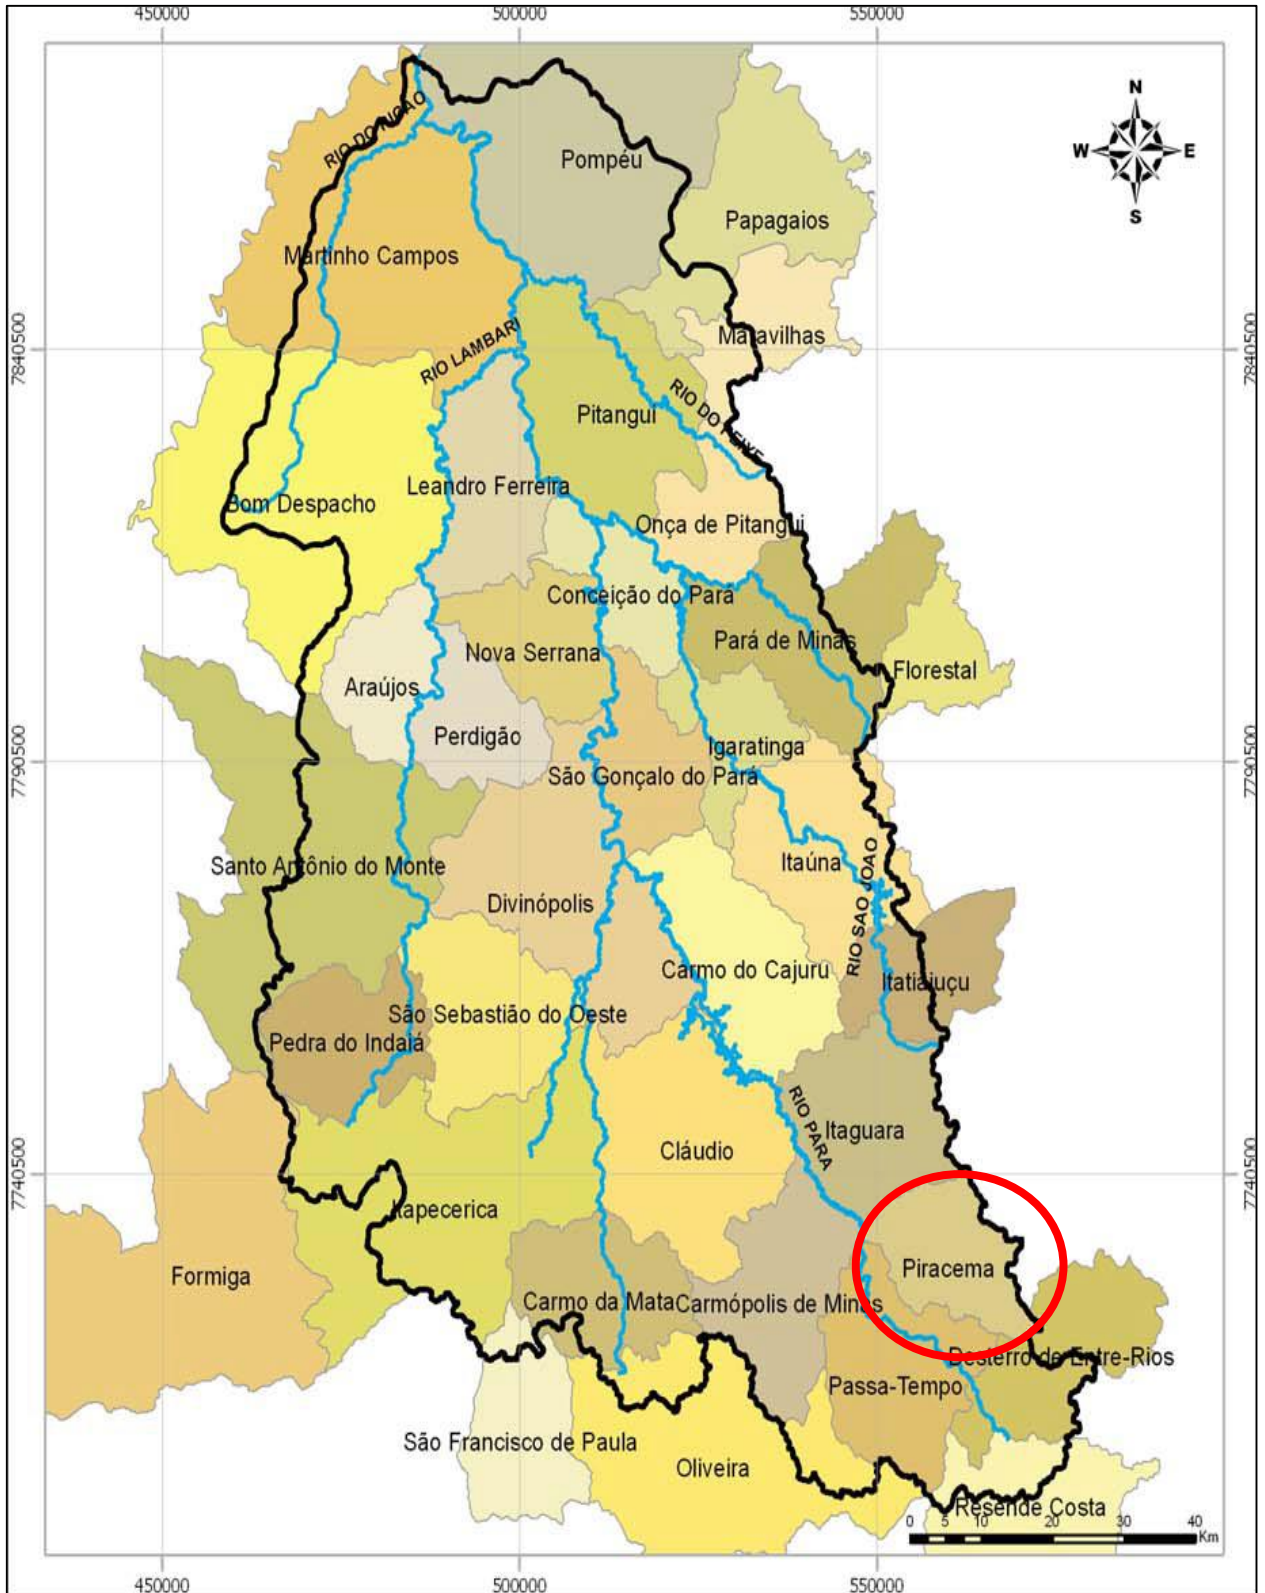 450000
500000
550000
N
W
E
S
RIO DO PICÃO
Pompéu
Papagaios
Martinho Campos
7840500
7840500
Maravilhas
RIO LAMBARI
RIO DO PEIXE
Pitangui
Leandro Ferreira
Bom Despacho
Onça de Pitangui
Conceição do Pará
Pará de Minas
Nova Serrana
Florestal
Araújos
Perdigão
Igaratinga
7790500
7790500
São Gonçalo do Pará
Itaúna
Santo Antônio do Monte
RIO SAO JOAO
Divinópolis
Carmo do Cajuru
Itatiaiuçu
São Sebastião do Oeste
Pedra do Indaiá
RIO PARA
Itaguara
Cláudio
7740500
7740500
Itapecerica
Piracema
Formiga
Carmo da Mata
Carmópolis de Minas
Desterro de Entre-Rios
Passa-Tempo
São Francisco de Paula
Oliveira
Resende Costa
0 5 10 20 30 40
Km
450000
500000
550000